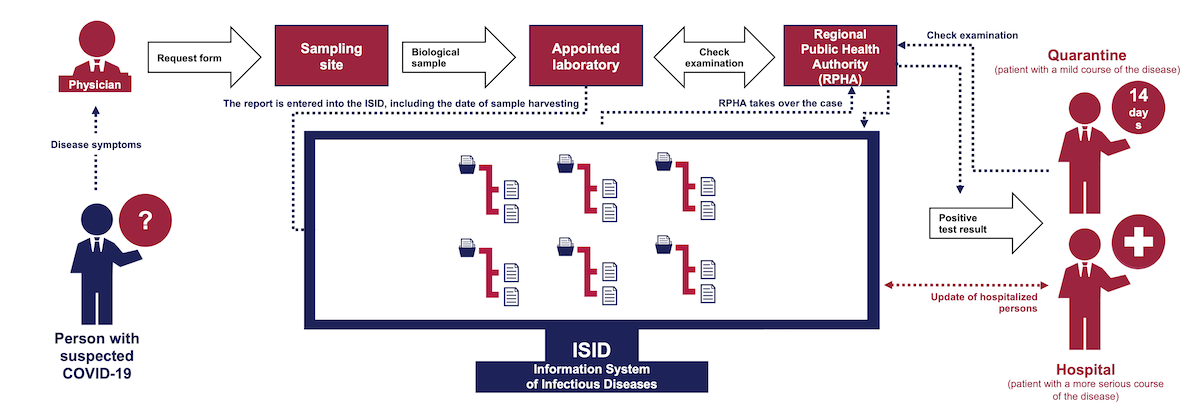 Physician
Request form
Sampling
site
Biological
sample
Appointed
laboratory
Check
examination
Regional
Public Health
Authority
(RPHA)
Check examination
Quarantine
(patient with a mild course of the disease)
14
day
s
The report is entered into the ISID, including the date of sample harvesting
RPHA takes over the case
Disease symptoms
?
Person with
suspected
COVID-19
Positive
test result
Update of hospitalized
persons
Hospital
(patient with a more serious course
of the disease)
ISID
Information System
of Infectious Diseases